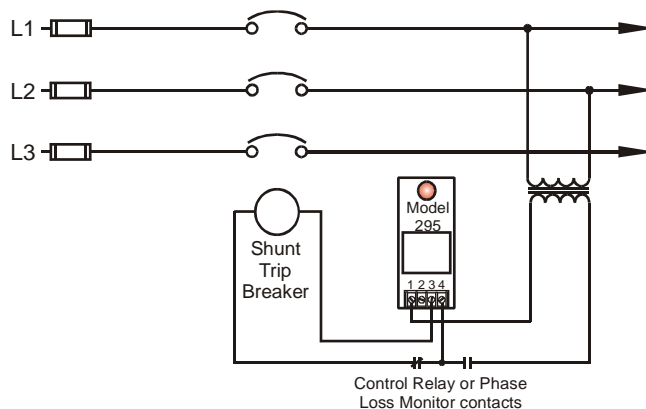 L1
L2
L3
Model
295
Shunt
Trip
Breaker
1 2 3 4
Control Relay or Phase
Loss Monitor contacts